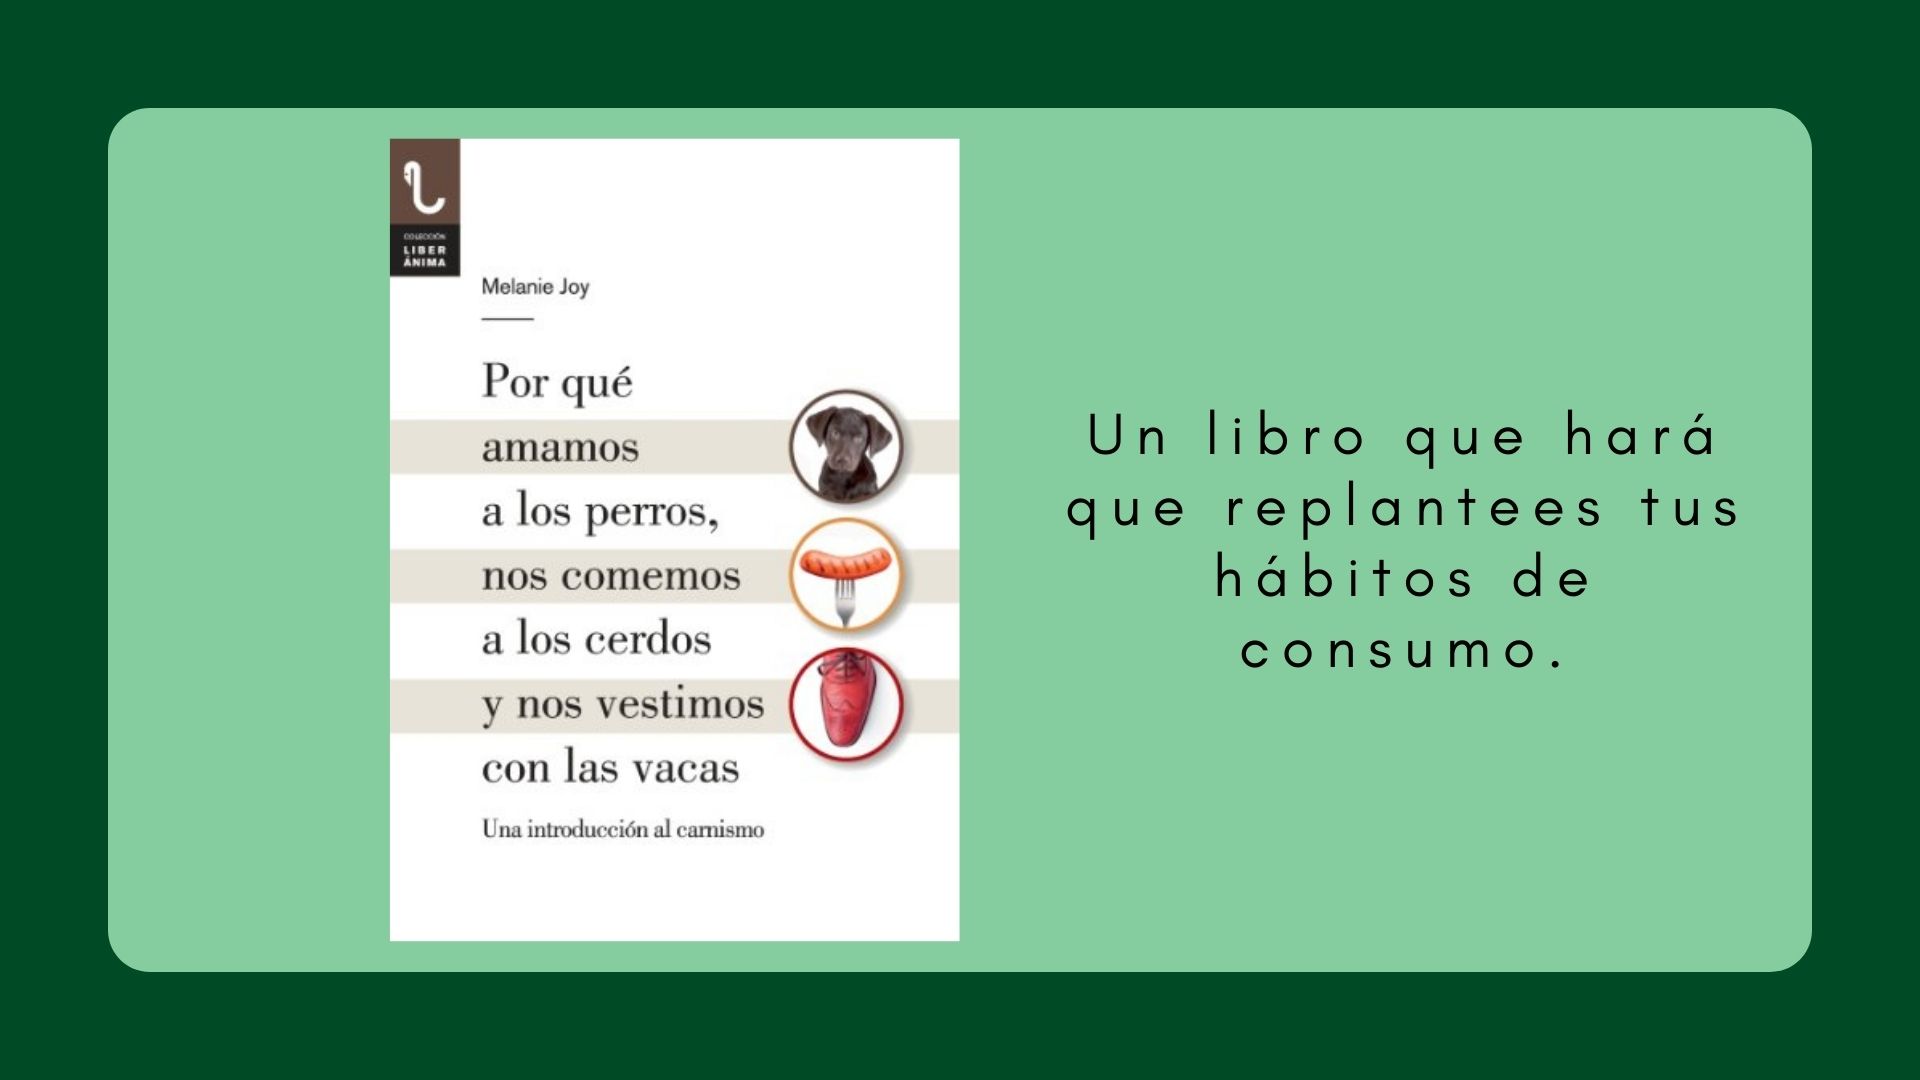 COLECCIÓN
LIBER
ÁNIMA
Melanie Joy
Por qué
amamos
a los perros,
nos comemos
a los cerdos
y nos vestimos
con las vacas
Una introducción al carnismo
Un libro que hará
que replantees tus
hábitos de
consumo.